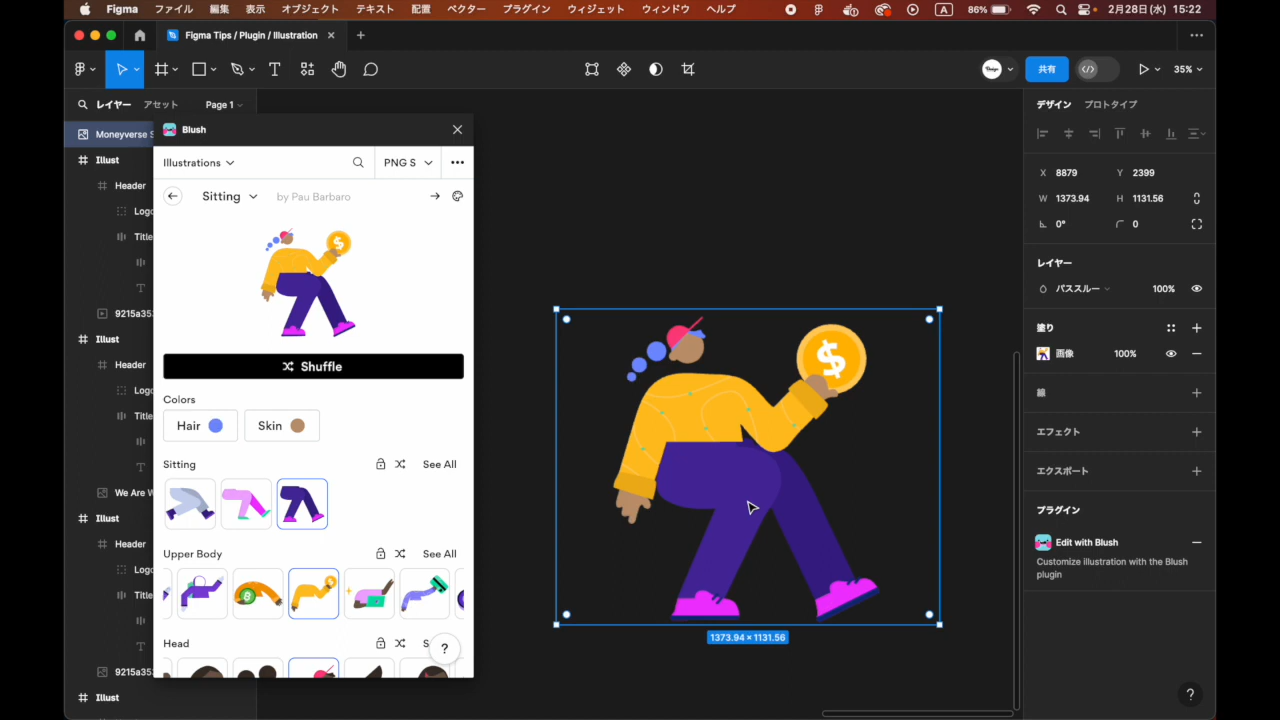 Figma ファイル 編集 表示 オブジェクト テキスト 配置 ベクター プラグイン ウィジェット ウィンドウ ヘルプ A 86% 2月28日(水) 15:22
Figma Tips / Plugin / Illustration
共有 35%
レイヤー アセット Page 1
デザイン プロトタイプ
Moneyverse S
Illust
Header
Logo
Title
T
9215a353
Illust
Header
Logo
Title
T
We Are W
Illust
Header
Logo
Title
T
9215a353
Illust
Blush
Illustrations PNG S
Sitting by Pau Barbaro
Shuffle
Colors
Hair Skin
Sitting See All
Upper Body See All
Head S
?
$
1373.94 × 1131.56
X 8879 Y 2399
W 1373.94 H 1131.56
0° 0
レイヤー
パススルー 100%
塗り
画像 100%
線
エフェクト
エクスポート
プラグイン
Edit with Blush
Customize illustration with the Blush
plugin
?